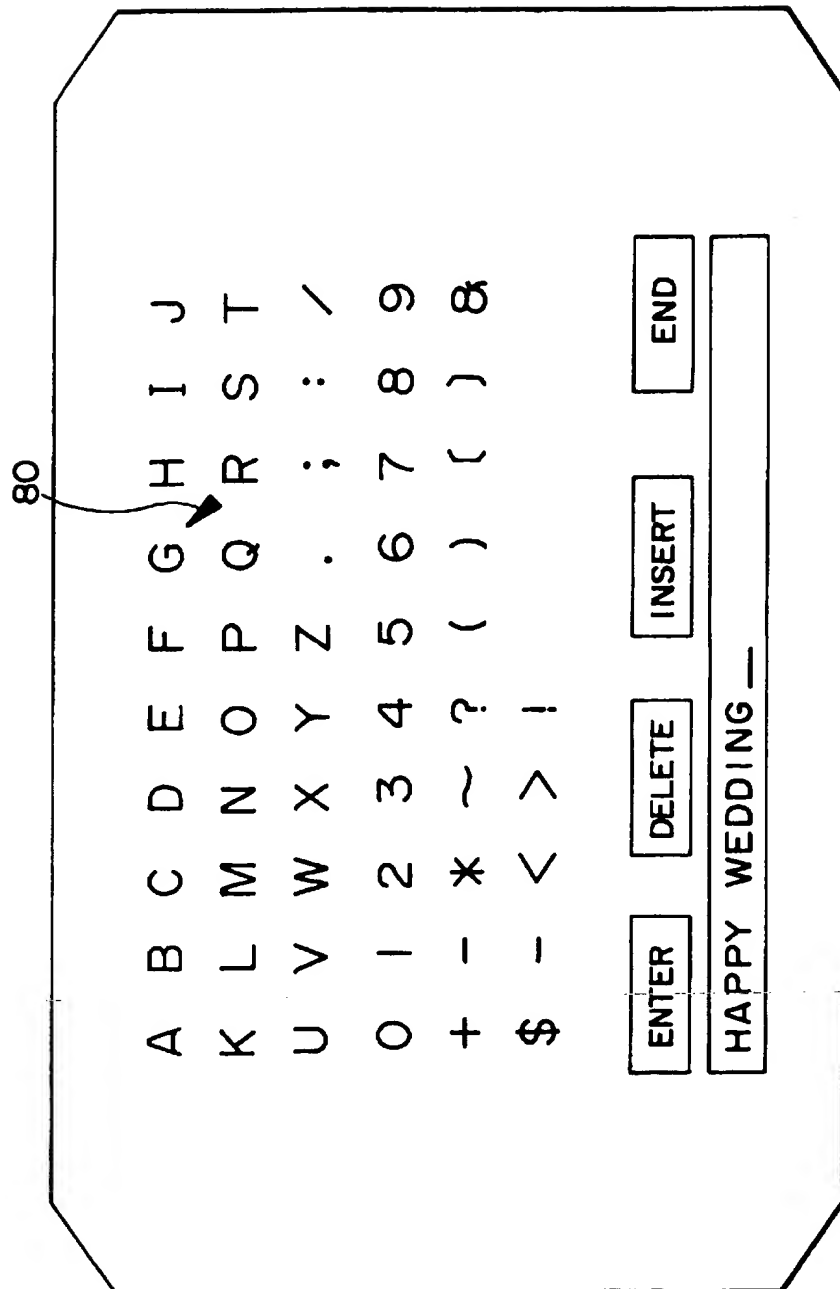 80
A B C D E F G H I J
K L M N O P Q R S T
U V W X Y Z . ; : /
0 1 2 3 4 5 6 7 8 9
+ - * ~ ? ( ) [ ] &
$ - < > !
ENTER DELETE INSERT END
HAPPY WEDDING_